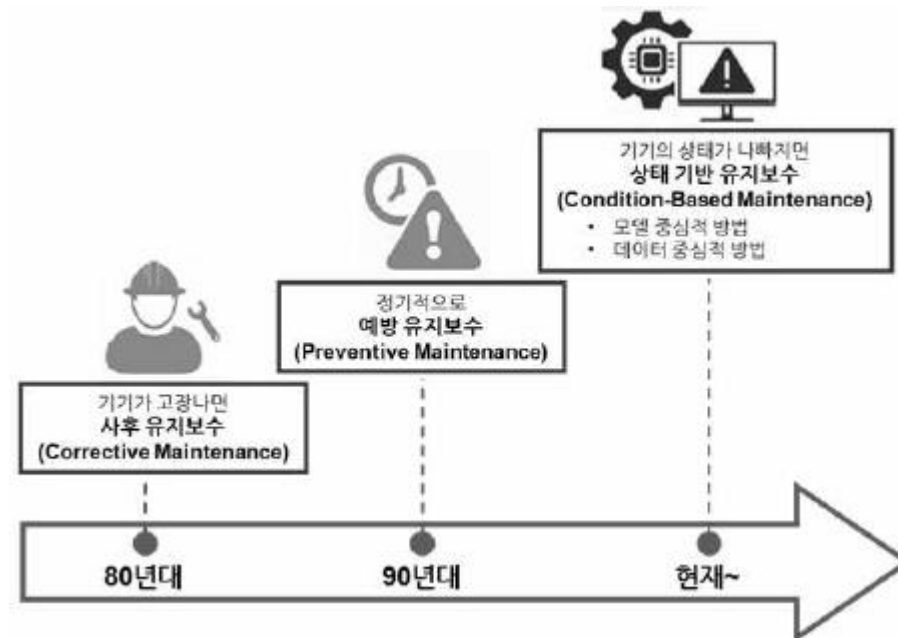 기기의 상태가 나빠지면
상태 기반 유지보수
(Condition-Based Maintenance)
• 모델 중심적 방법
• 데이터 중심적 방법
정기적으로
예방 유지보수
(Preventive Maintenance)
기기가 고장나면
사후 유지보수
(Corrective Maintenance)
80년대
90년대
현재~